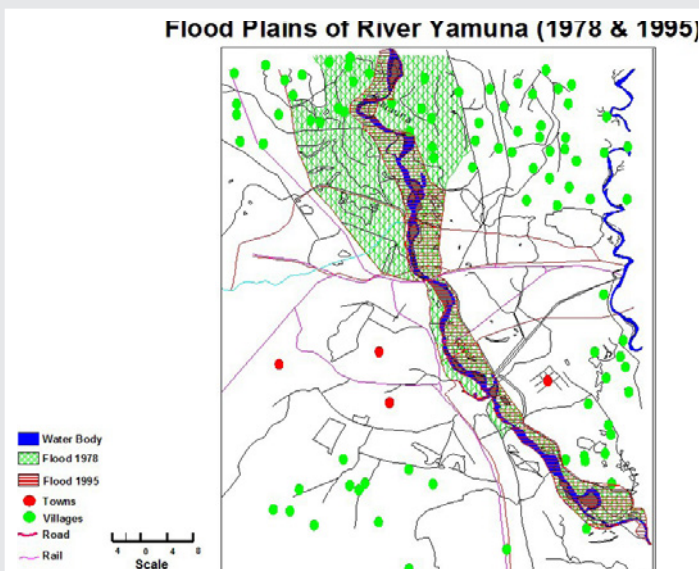 Flood Plains of River Yamuna (1978 & 1995)
Water Body
Flood 1978
Flood 1995
Towns
Villages
Road
Rail
4 0 4 8
Scale